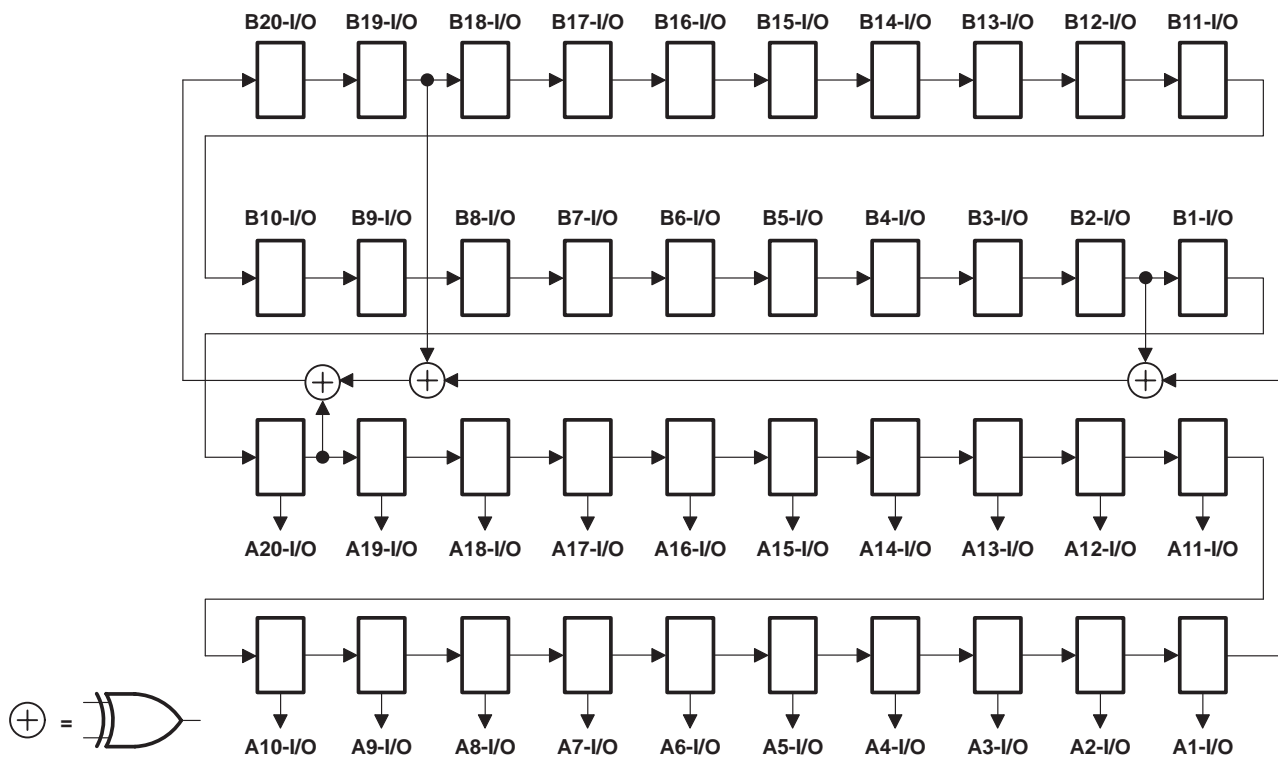 B20-I/O B19-I/O B18-I/O B17-I/O B16-I/O B15-I/O B14-I/O B13-I/O B12-I/O B11-I/O
B10-I/O B9-I/O B8-I/O B7-I/O B6-I/O B5-I/O B4-I/O B3-I/O B2-I/O B1-I/O
A20-I/O A19-I/O A18-I/O A17-I/O A16-I/O A15-I/O A14-I/O A13-I/O A12-I/O A11-I/O
=
A10-I/O A9-I/O A8-I/O A7-I/O A6-I/O A5-I/O A4-I/O A3-I/O A2-I/O A1-I/O